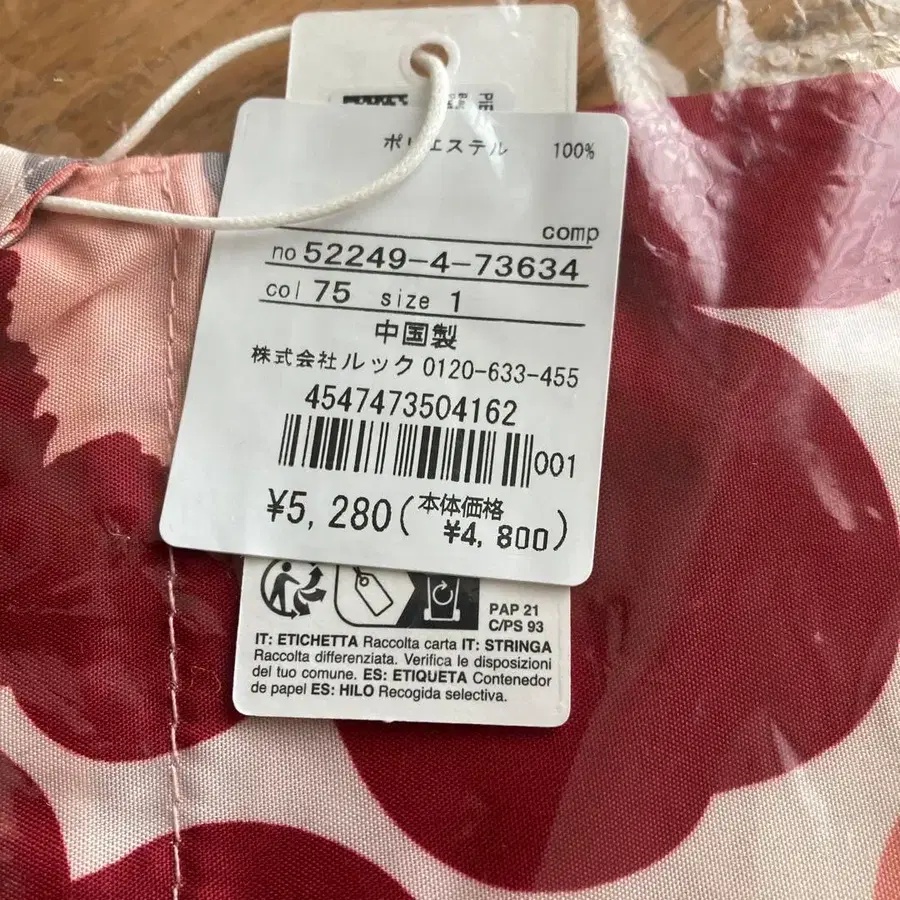 ポリエステル 100%
comp
no 52249-4-73634
col 75 size 1
中国製
株式会社ルック 0120-633-455
4547473504162
001
¥5,280(本体価格 ¥4,800)
PAP 21
C/PS 93
IT: ETICHETTA Raccolta carta IT: STRINGA
Raccolta differenziata. Verifica le disposizioni
del tuo comune. ES: ETIQUETA Contenedor
de papel ES: HILO Recogida selectiva.